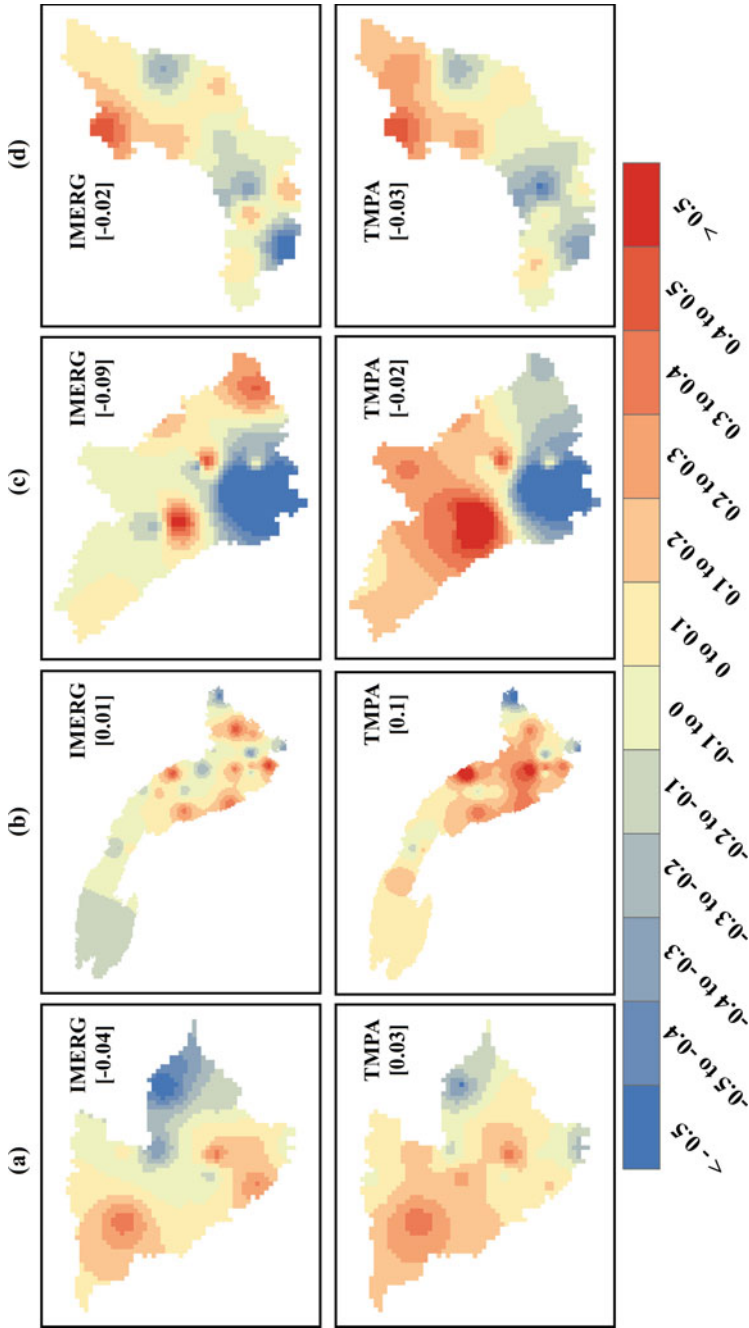 (a)
(b)
(c)
(d)
IMERG
[-0.04]
IMERG
[0.01]
IMERG
[-0.09]
IMERG
[-0.02]
TMPA
[0.03]
TMPA
[0.1]
TMPA
[-0.02]
TMPA
[-0.03]
< -0.5
-0.5 to -0.4
-0.4 to -0.3
-0.3 to -0.2
-0.2 to -0.1
-0.1 to 0
0 to 0.1
0.1 to 0.2
0.2 to 0.3
0.3 to 0.4
0.4 to 0.5
> 0.5